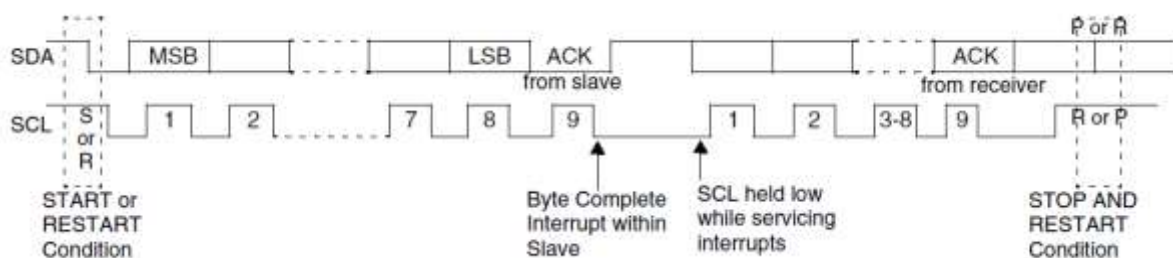 P or R
SDA MSB LSB ACK ACK
from slave from receiver
SCL S or R 1 2 7 8 9 1 2 3-8 9 R or P
START or
RESTART
Condition
Byte Complete
Interrupt within
Slave
SCL held low
while servicing
interrupts
STOP AND
RESTART
Condition